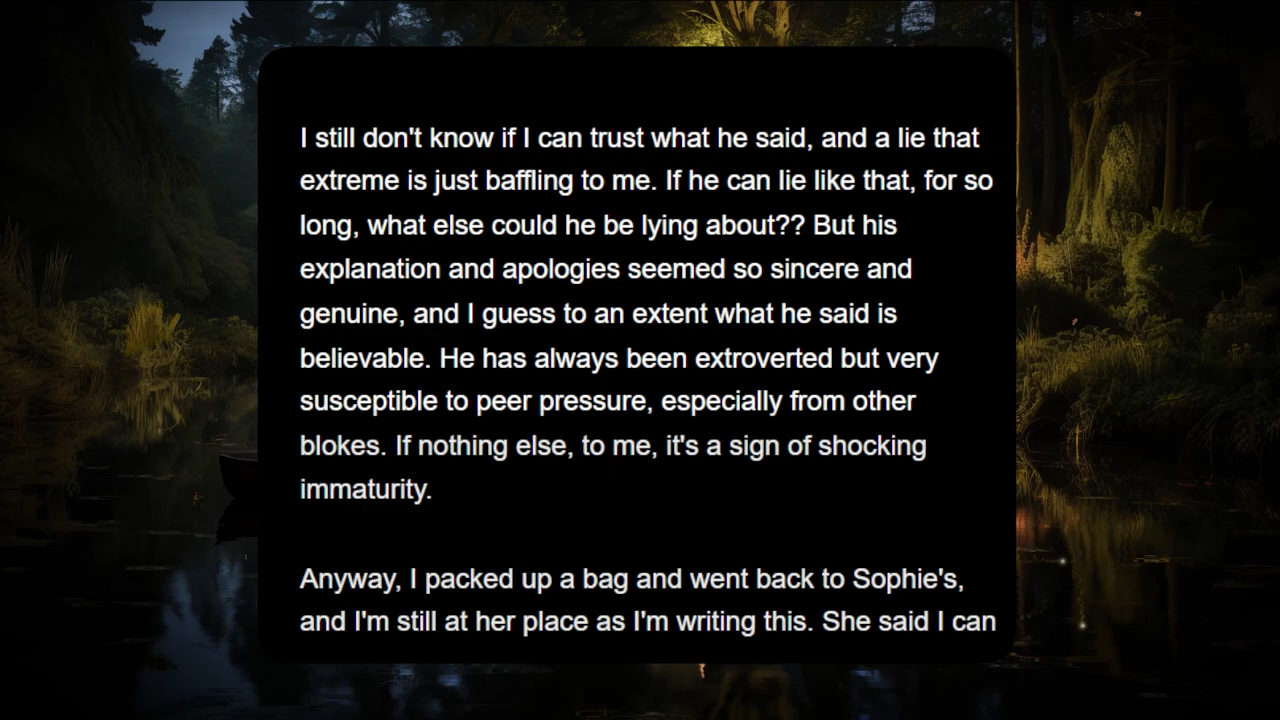 I still don't know if I can trust what he said, and a lie that
extreme is just baffling to me. If he can lie like that, for so
long, what else could he be lying about?? But his
explanation and apologies seemed so sincere and
genuine, and I guess to an extent what he said is
believable. He has always been extroverted but very
susceptible to peer pressure, especially from other
blokes. If nothing else, to me, it's a sign of shocking
immaturity.
Anyway, I packed up a bag and went back to Sophie's,
and I'm still at her place as I'm writing this. She said I can